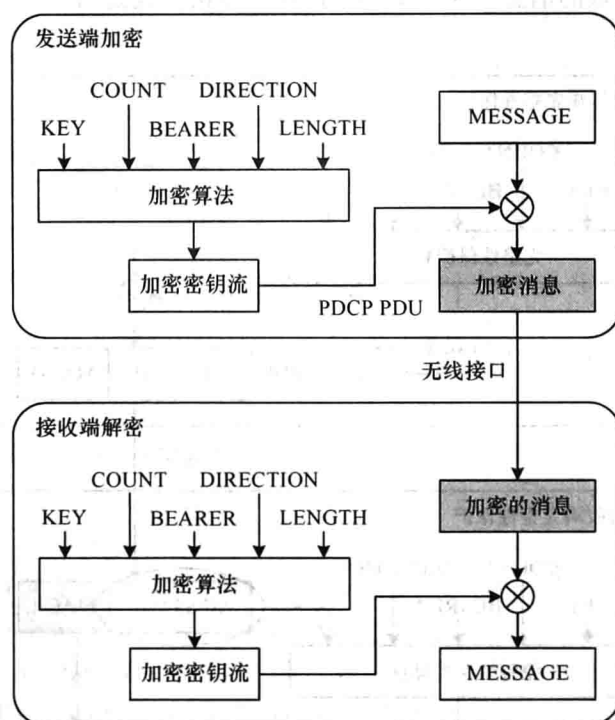 发送端加密
COUNT DIRECTION
KEY BEARER LENGTH
MESSAGE
加密算法
加密密钥流
PDCP PDU
加密消息
无线接口
接收端解密
COUNT DIRECTION
KEY BEARER LENGTH
加密的消息
加密算法
加密密钥流
MESSAGE